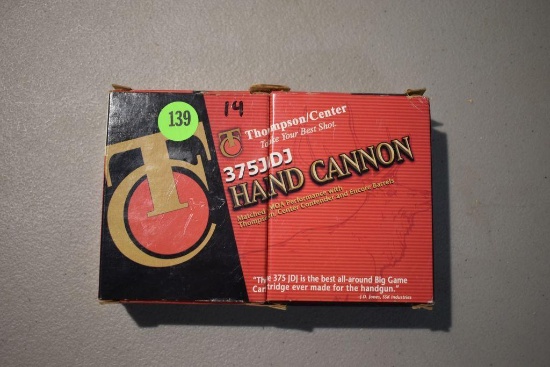 139
14
TC
Thompson/Center
Take Your Best Shot.
375JDJ
HAND CANNON
Matched MOA Performance with
Thompson/Center Contender and Encore Barrels
"The 375 JDJ is the best all-around Big Game
Cartridge ever made for the handgun."
-J.D. Jones, SSK Industries